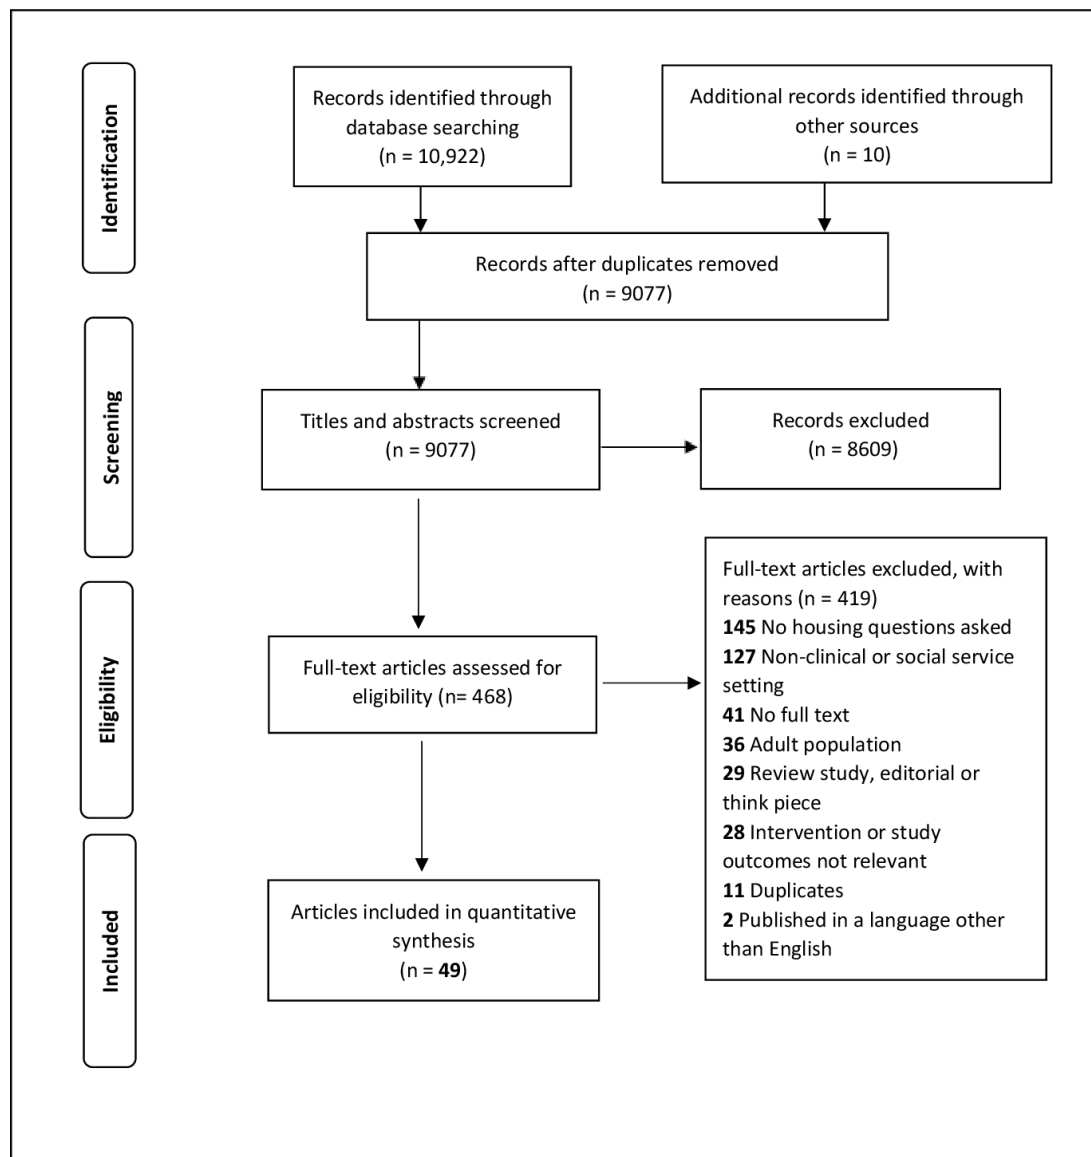 Identification
Records identified through
database searching
(n = 10,922)
Additional records identified through
other sources
(n = 10)
Records after duplicates removed
(n = 9077)
Screening
Titles and abstracts screened
(n = 9077)
Records excluded
(n = 8609)
Eligibility
Full-text articles assessed for
eligibility (n= 468)
Full-text articles excluded, with
reasons (n = 419)
145 No housing questions asked
127 Non-clinical or social service
setting
41 No full text
36 Adult population
29 Review study, editorial or
think piece
28 Intervention or study
outcomes not relevant
11 Duplicates
2 Published in a language other
than English
Included
Articles included in quantitative
synthesis
(n = 49)